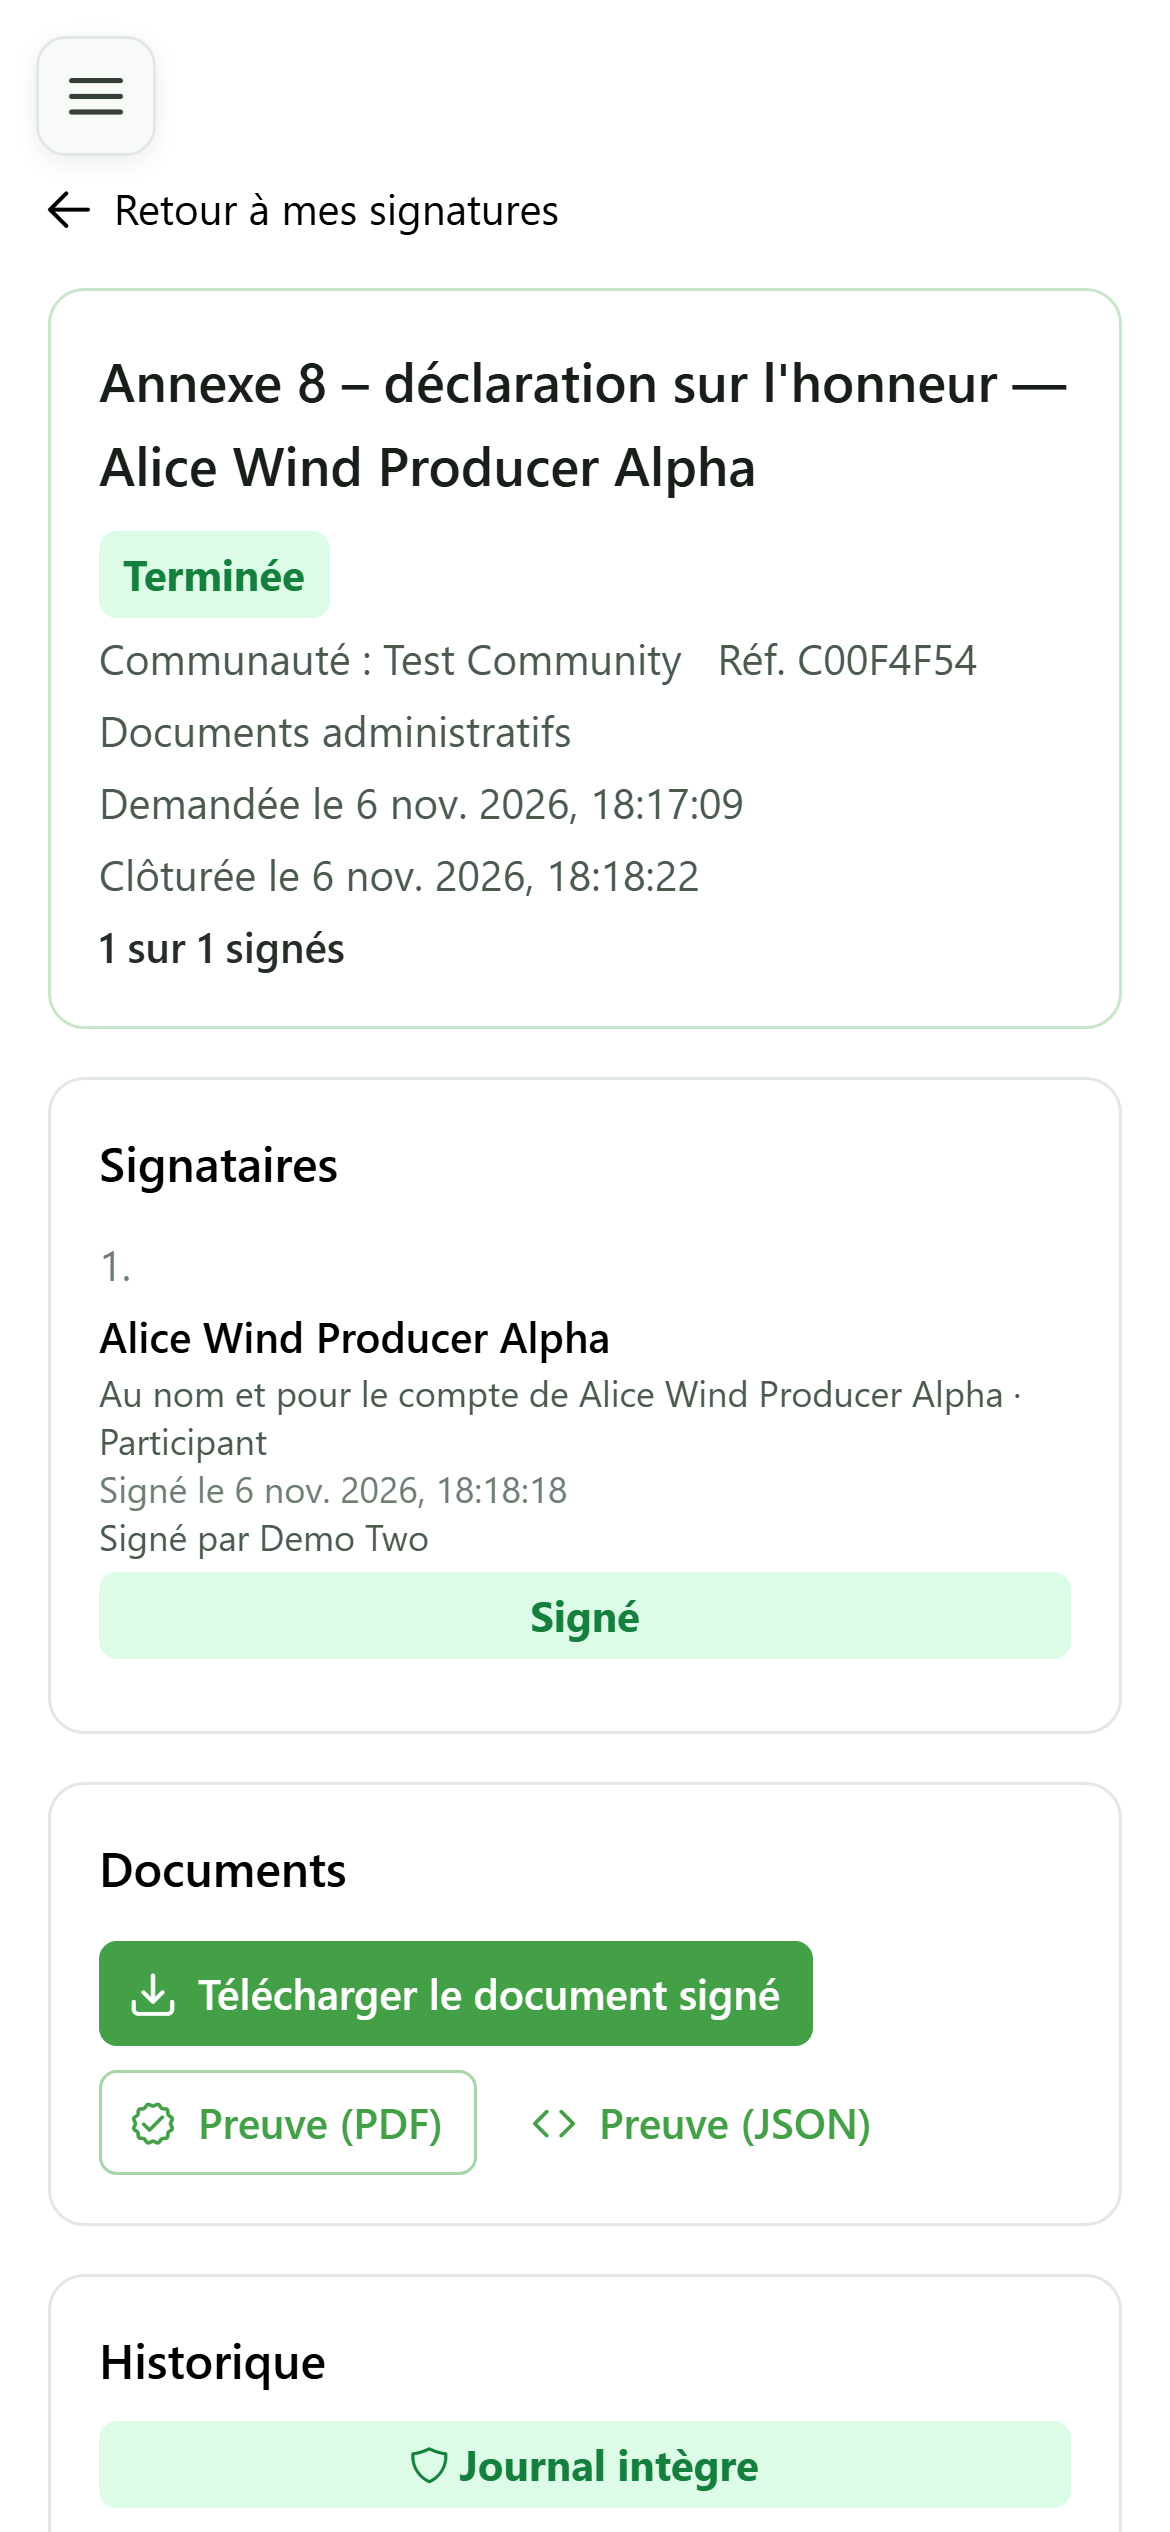 Retour à mes signatures
Annexe 8 – déclaration sur l'honneur —
Alice Wind Producer Alpha
Terminée
Communauté : Test Community Réf. C00F4F54
Documents administratifs
Demandée le 6 nov. 2026, 18:17:09
Clôturée le 6 nov. 2026, 18:18:22
1 sur 1 signés
Signataires
1.
Alice Wind Producer Alpha
Au nom et pour le compte de Alice Wind Producer Alpha ·
Participant
Signé le 6 nov. 2026, 18:18:18
Signé par Demo Two
Signé
Documents
Télécharger le document signé
Preuve (PDF) <> Preuve (JSON)
Historique
Journal intègre